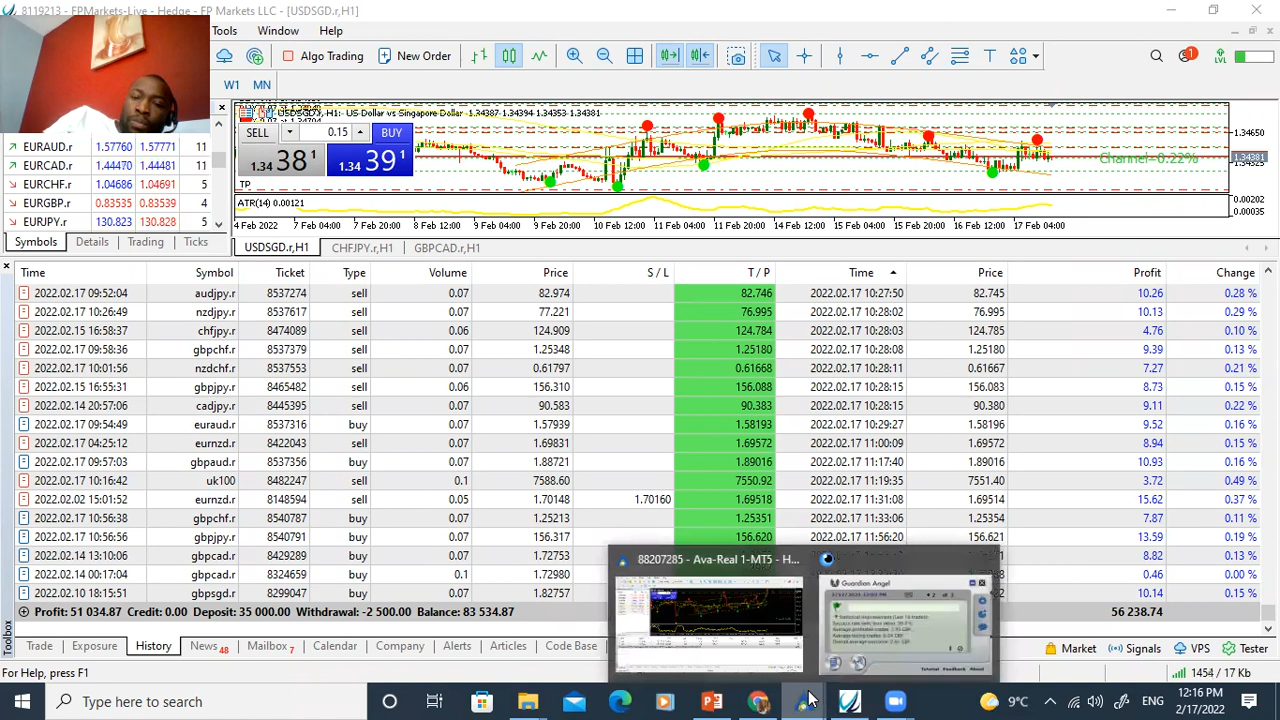 8119213 - FPMarkets-Live - Hedge - FP Markets LLC - [USDSGD.r,H1]
Tools Window Help
Algo Trading New Order
W1 MN
EURAUD.r 1.57760 1.57771 11
EURCAD.r 1.44470 1.44481 11
EURCHF.r 1.04686 1.04691 5
EURGBP.r 0.83535 0.83539 4
EURJPY.r 130.823 130.828 5
Symbols Details Trading Ticks
USDSGD.r, H1: US Dollar vs Singapore Dollar 1.34387 1.34394 1.34353 1.34381
SELL 0.15 BUY
1.34 38 1
1.34 39 1
TP
Channel=0.22%
1.34650
1.34381
ATR(14) 0.00121
0.00202
0.00035
4 Feb 2022 7 Feb 04:00 7 Feb 20:00 8 Feb 12:00 9 Feb 04:00 9 Feb 20:00 10 Feb 12:00 11 Feb 04:00 11 Feb 20:00 14 Feb 12:00 15 Feb 04:00 15 Feb 20:00 16 Feb 12:00 17 Feb 04:00
USDSGD.r,H1 CHFJPY.r,H1 GBPCAD.r,H1
Time Symbol Ticket Type Volume Price S / L T / P Time Price Profit Change
2022.02.17 09:52:04 audjpy.r 8537274 sell 0.07 82.974 82.746 2022.02.17 10:27:50 82.745 10.26 0.28 %
2022.02.17 10:26:49 nzdjpy.r 8537617 sell 0.07 77.221 76.995 2022.02.17 10:28:02 76.995 10.13 0.29 %
2022.02.15 16:58:37 chfjpy.r 8474089 sell 0.06 124.909 124.784 2022.02.17 10:28:03 124.785 4.76 0.10 %
2022.02.17 09:58:36 gbpchf.r 8537379 sell 0.07 1.25348 1.25180 2022.02.17 10:28:08 1.25180 9.39 0.13 %
2022.02.17 10:01:56 nzdchf.r 8537553 sell 0.07 0.61797 0.61668 2022.02.17 10:28:11 0.61667 7.27 0.21 %
2022.02.15 16:55:31 gbpjpy.r 8465482 sell 0.06 156.310 156.088 2022.02.17 10:28:15 156.083 8.73 0.15 %
2022.02.14 20:57:06 cadjpy.r 8445395 sell 0.07 90.583 90.383 2022.02.17 10:28:15 90.380 9.11 0.22 %
2022.02.17 09:54:49 euraud.r 8537316 buy 0.07 1.57939 1.58193 2022.02.17 10:29:27 1.58196 9.52 0.16 %
2022.02.17 04:25:12 eurnzd.r 8422043 sell 0.07 1.69831 1.69572 2022.02.17 11:00:09 1.69572 8.94 0.15 %
2022.02.17 09:57:03 gbpaud.r 8537356 buy 0.07 1.88721 1.89016 2022.02.17 11:17:40 1.89016 10.93 0.16 %
2022.02.17 10:16:42 uk100 8482247 sell 0.1 7588.60 7550.92 2022.02.17 11:19:35 7551.40 3.72 0.49 %
2022.02.02 15:01:52 eurnzd.r 8148594 sell 0.05 1.70148 1.70160 1.69518 2022.02.17 11:31:08 1.69514 15.62 0.37 %
2022.02.17 10:56:38 gbpchf.r 8540787 buy 0.07 1.25213 1.25351 2022.02.17 11:33:06 1.25354 7.87 0.11 %
2022.02.17 10:56:56 gbpjpy.r 8540791 buy 0.07 156.317 156.620 2022.02.17 11:56:20 156.621 13.59 0.19 %
2022.02.14 13:10:06 gbpcad.r 8429289 buy 0.07 1.72753 8.82 0.13 %
2022.02.14 00:17:04 gbpcad.r 8324659 buy 0.1 1.72980 0.46 0.00 %
2022.02.10 18:15:51 gbpsgd.r 8299047 buy 0.07 1.82757 2.38 0.03 %
Profit: 51 034.87 Credit: 0.00 Deposit: 35 000.00 Withdrawal: -2 500.00 Balance: 83 534.87 56 238.74
88207285 - Ava-Real 1-MT5 - H...
Guardian Angel
Tutorial Feedback About
Toolbox
Trade Exposure History News 48 Mailbox 7 Calendar Company Alerts Articles Code Base
Market Signals VPS Tester
For Help, press F1
1454 / 17 Kb
Type here to search
9°C
ENG
12:16 PM
2/17/2022